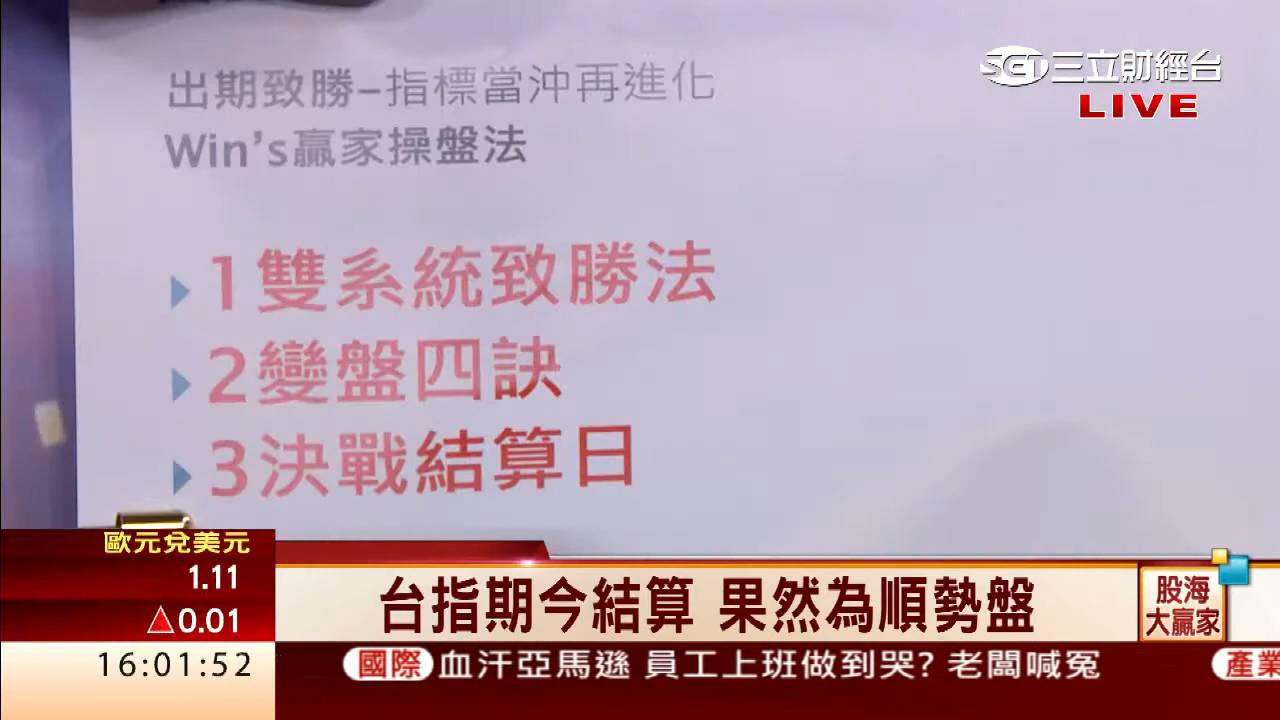 出期致勝–指標當沖再進化
Win's贏家操盤法
1雙系統致勝法
2變盤四訣
3決戰結算日
SET三立財經台
LIVE
歐元兌美元
1.11
△0.01
16:01:52
台指期今結算 果然為順勢盤
股海
大贏家
國際 血汗亞馬遜 員工上班做到哭? 老闆喊冤
產業